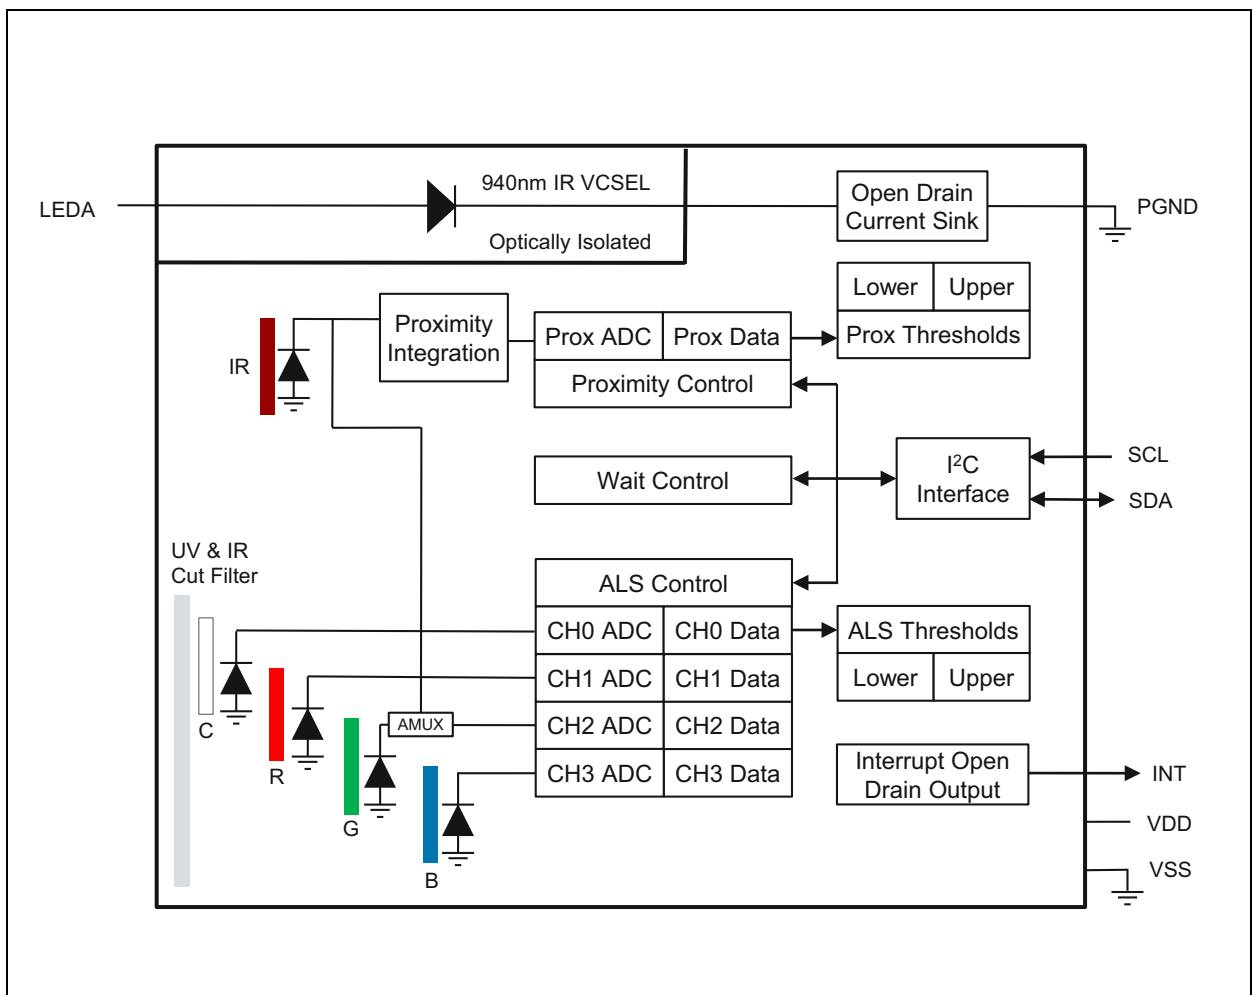 LEDA
940nm IR VCSEL
Optically Isolated
Open Drain
Current Sink
PGND
Lower
Upper
Prox Thresholds
IR
Proximity
Integration
Prox ADC
Prox Data
Proximity Control
Wait Control
I²C
Interface
SCL
SDA
UV & IR
Cut Filter
ALS Control
CH0 ADC
CH0 Data
ALS Thresholds
Lower
Upper
CH1 ADC
CH1 Data
CH2 ADC
CH2 Data
CH3 ADC
CH3 Data
C
R
G
B
AMUX
Interrupt Open
Drain Output
INT
VDD
VSS